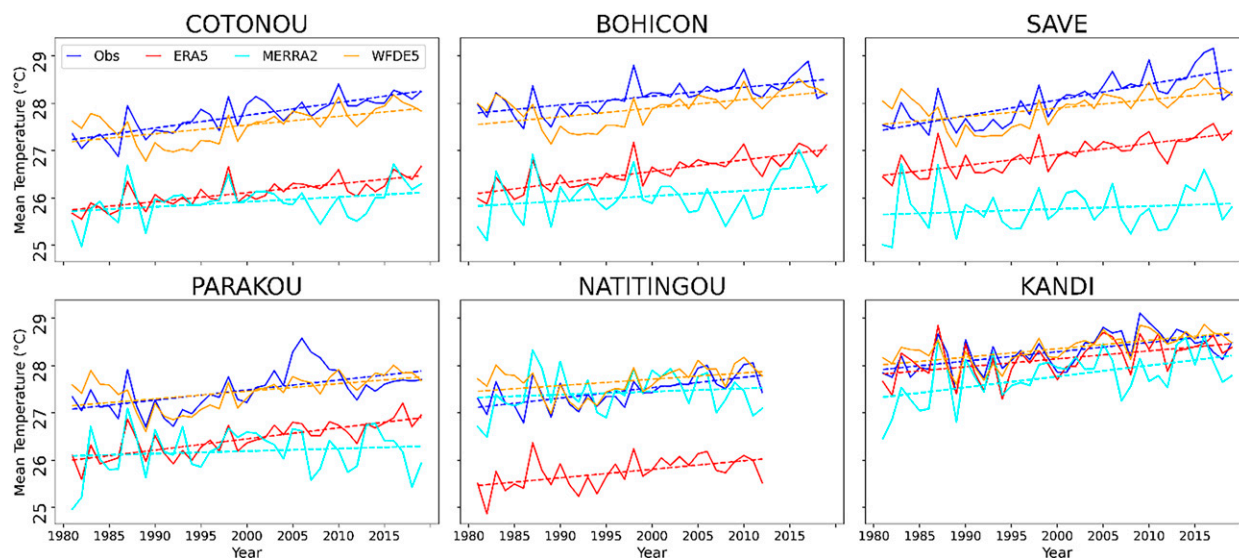 COTONOU
BOHICON
SAVE
Obs ERA5 MERRA2 WFDE5
Mean Temperature (°C)
29
28
27
26
25
PARAKOU
NATITINGOU
KANDI
Mean Temperature (°C)
29
28
27
26
25
1980 1985 1990 1995 2000 2005 2010 2015
1980 1985 1990 1995 2000 2005 2010 2015
1980 1985 1990 1995 2000 2005 2010 2015
Year
Year
Year